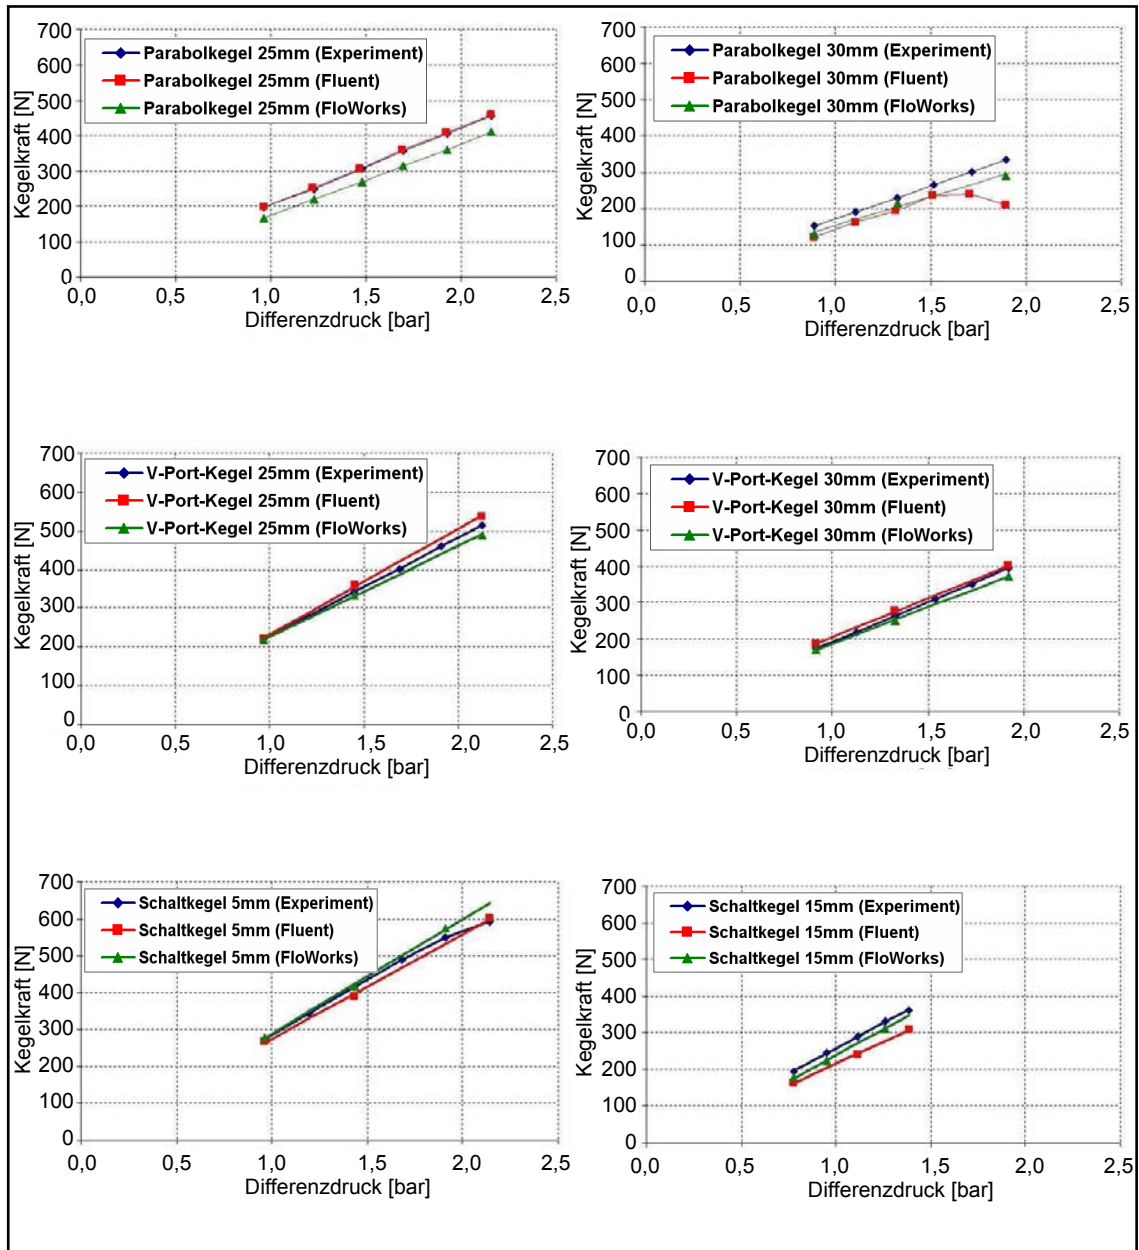 700
600
500
400
300
200
100
0
Kegelkraft [N]
Parabolkegel 25mm (Experiment)
Parabolkegel 25mm (Fluent)
Parabolkegel 25mm (FloWorks)
0,0 0,5 1,0 1,5 2,0 2,5
Differenzdruck [bar]
700
600
500
400
300
200
100
0
Kegelkraft [N]
Parabolkegel 30mm (Experiment)
Parabolkegel 30mm (Fluent)
Parabolkegel 30mm (FloWorks)
0,0 0,5 1,0 1,5 2,0 2,5
Differenzdruck [bar]
700
600
500
400
300
200
100
0
Kegelkraft [N]
V-Port-Kegel 25mm (Experiment)
V-Port-Kegel 25mm (Fluent)
V-Port-Kegel 25mm (FloWorks)
0,0 0,5 1,0 1,5 2,0 2,5
Differenzdruck [bar]
700
600
500
400
300
200
100
0
Kegelkraft [N]
V-Port-Kegel 30mm (Experiment)
V-Port-Kegel 30mm (Fluent)
V-Port-Kegel 30mm (FloWorks)
0,0 0,5 1,0 1,5 2,0 2,5
Differenzdruck [bar]
700
600
500
400
300
200
100
0
Kegelkraft [N]
Schaltkegel 5mm (Experiment)
Schaltkegel 5mm (Fluent)
Schaltkegel 5mm (FloWorks)
0,0 0,5 1,0 1,5 2,0 2,5
Differenzdruck [bar]
700
600
500
400
300
200
100
0
Kegelkraft [N]
Schaltkegel 15mm (Experiment)
Schaltkegel 15mm (Fluent)
Schaltkegel 15mm (FloWorks)
0,0 0,5 1,0 1,5 2,0 2,5
Differenzdruck [bar]